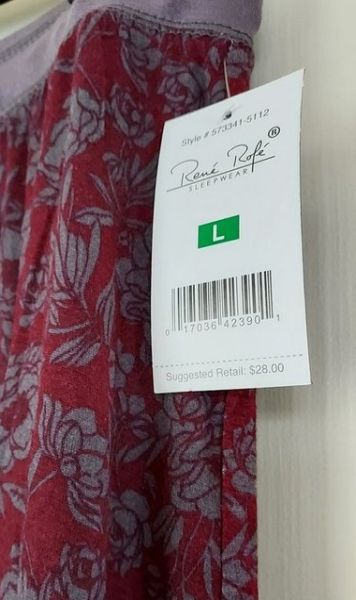 Style # 573341-5112
René Rofé®
SLEEPWEAR
L
0 17036 42390 1
Suggested Retail: $28.00